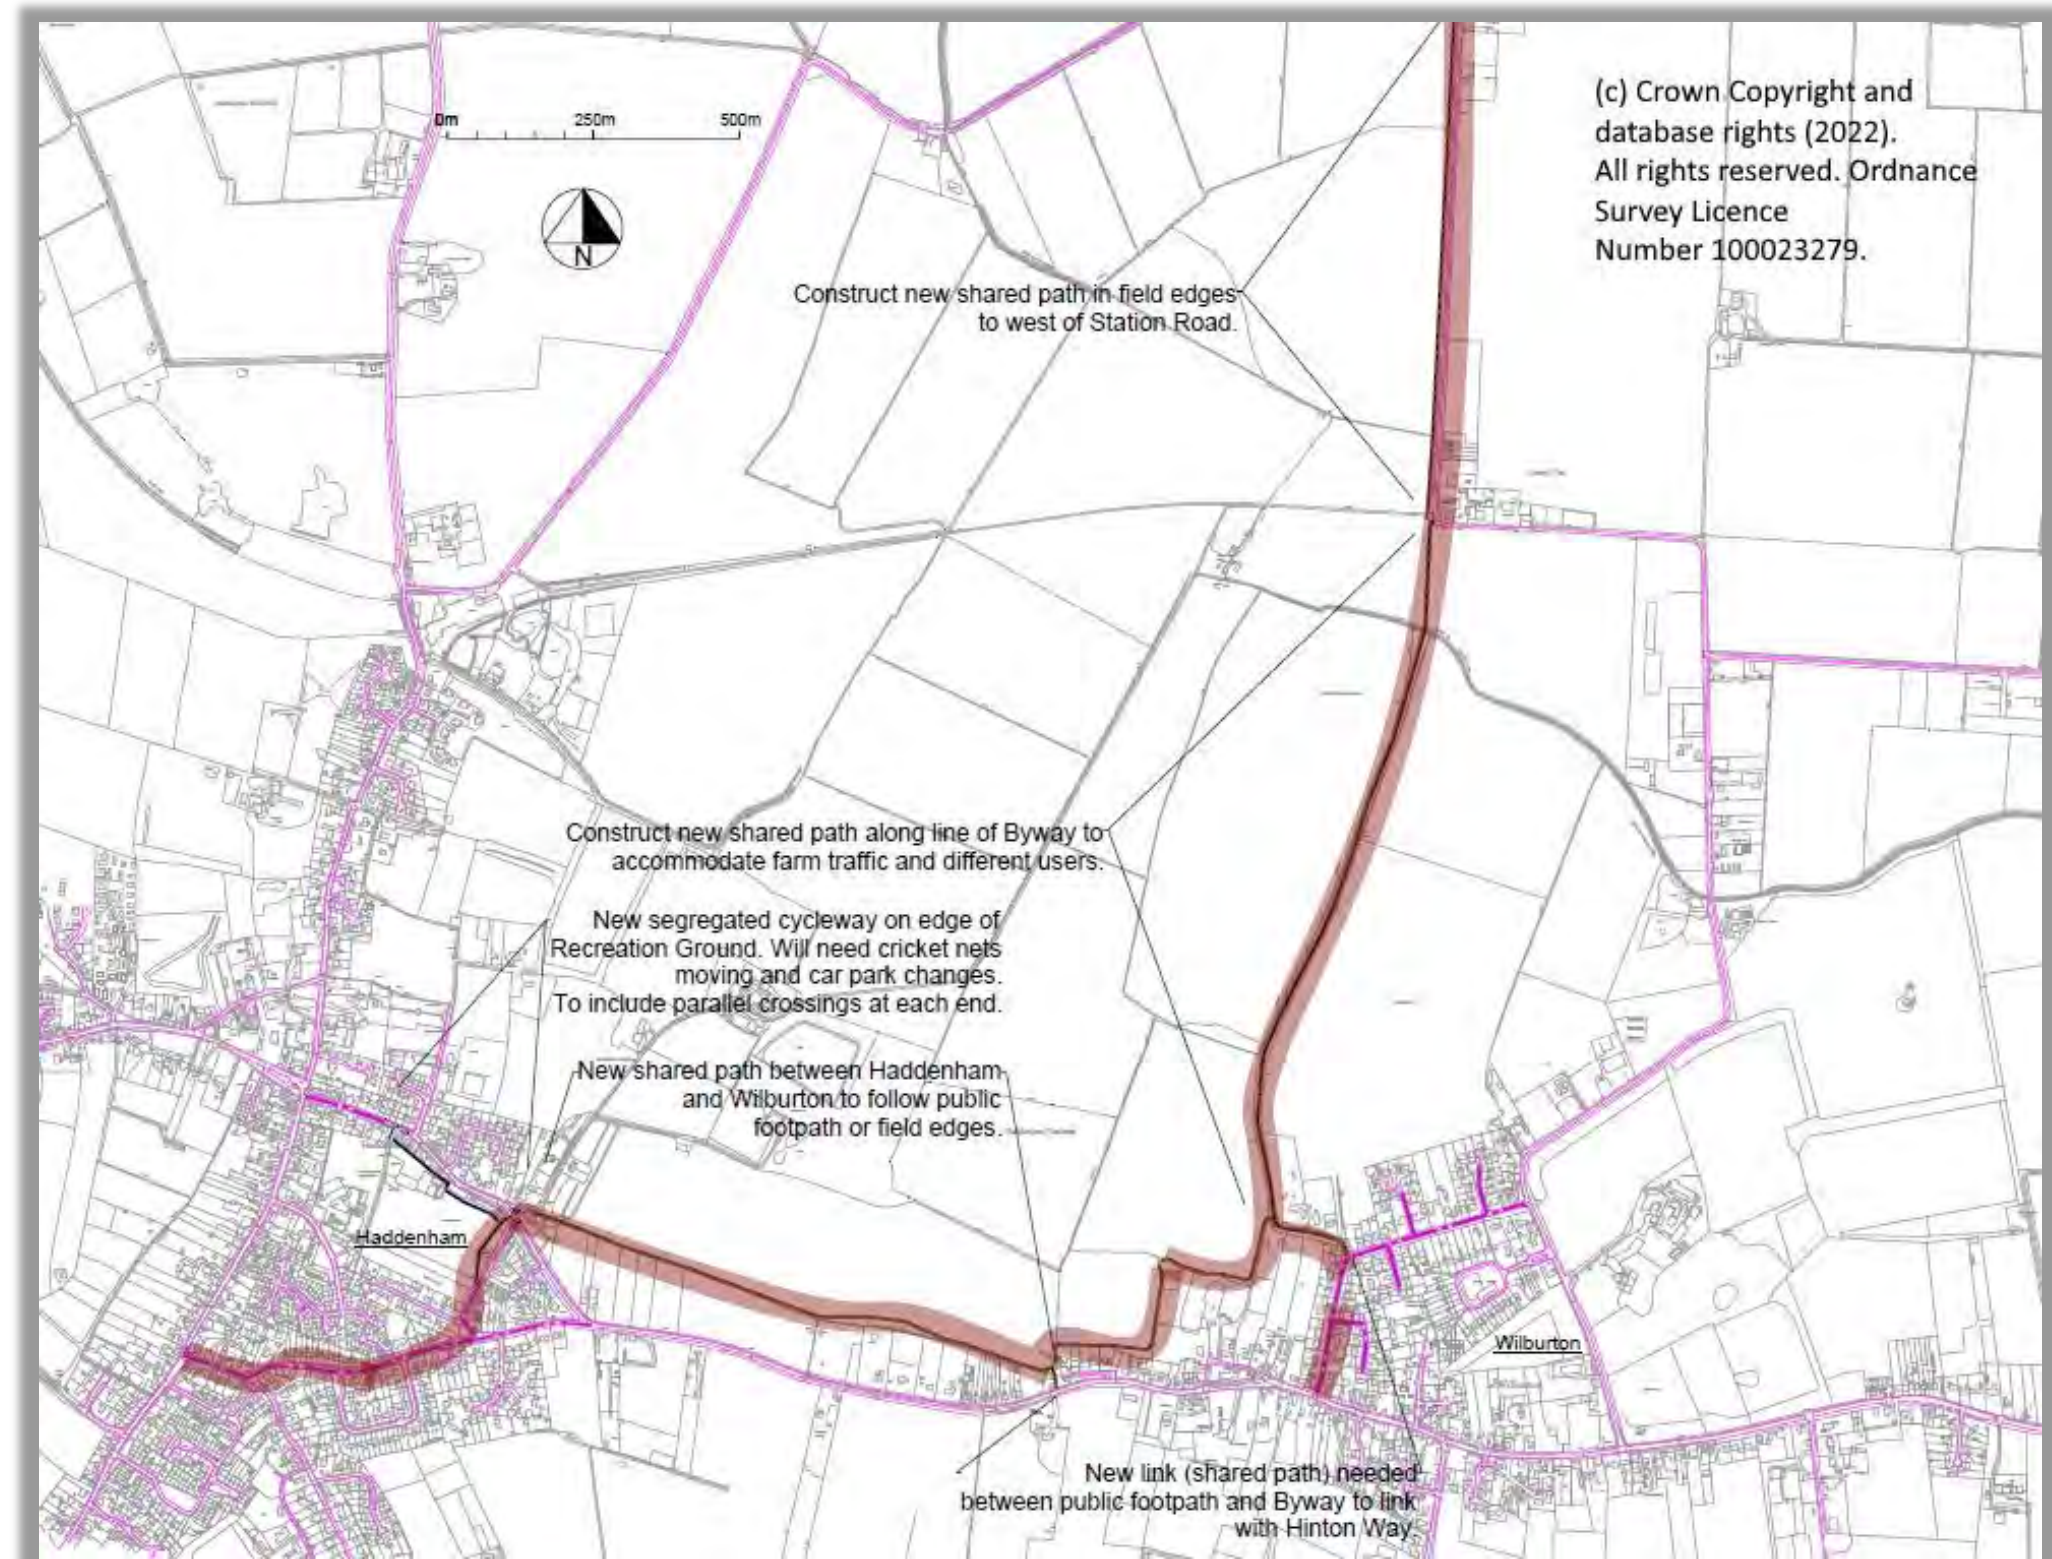 (c) Crown Copyright and
database rights (2022).
All rights reserved. Ordnance
Survey Licence
Number 100023279.
0m 250m 500m
N
Construct new shared path in field edges
to west of Station Road.
Construct new shared path along line of Byway to
accommodate farm traffic and different users.
New segregated cycleway on edge of
Recreation Ground. Will need cricket nets
moving and car park changes.
To include parallel crossings at each end.
New shared path between Haddenham
and Wilburton to follow public
footpath or field edges.
Haddenham
Wilburton
New link (shared path) needed
between public footpath and Byway to link
with Hinton Way.